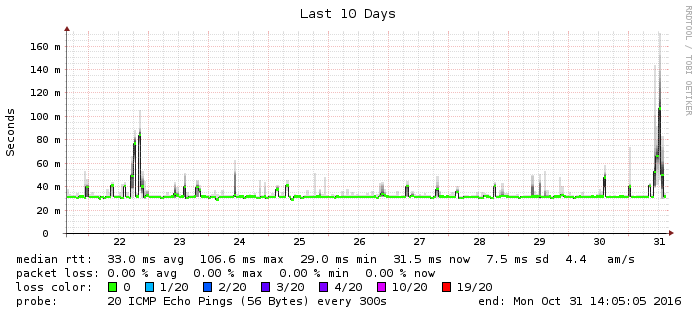 Last 10 Days
RRDTOOL / TOBI OETIKER
Seconds
160 m
140 m
120 m
100 m
80 m
60 m
40 m
20 m
0
22 23 24 25 26 27 28 29 30 31
median rtt: 33.0 ms avg 106.6 ms max 29.0 ms min 31.5 ms now 7.5 ms sd 4.4 am/s
packet loss: 0.00 % avg 0.00 % max 0.00 % min 0.00 % now
loss color: 0 1/20 2/20 3/20 4/20 10/20 19/20
probe: 20 ICMP Echo Pings (56 Bytes) every 300s end: Mon Oct 31 14:05:05 2016